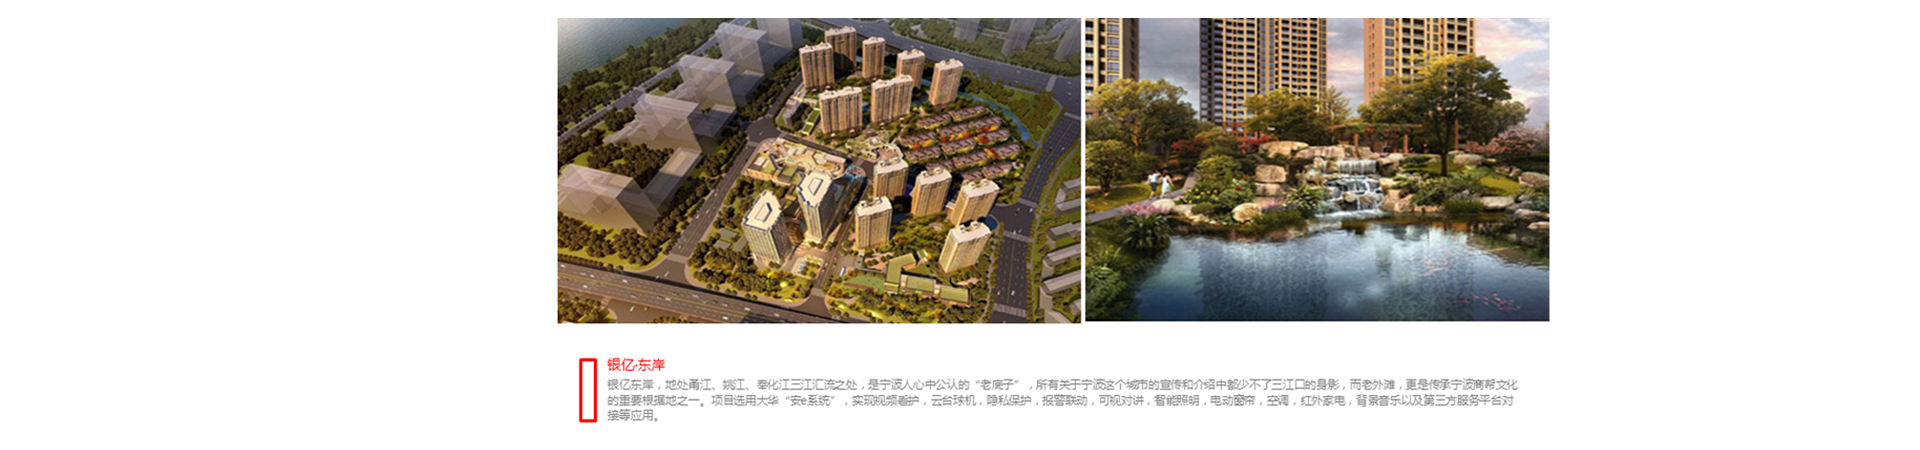 银亿·东岸
银亿东岸，地处甬江、姚江、奉化江三江汇流之处，是宁波人心中公认的“老底子”，所有关于宁波这个城市的宣传和介绍中都少不了三江口的身影，而老外滩，更是传承宁波商帮文化
的重要根据地之一。项目选用大华“安e系统”，实现视频看护，云台球机，隐私保护，报警联动，可视对讲，智能照明，电动窗帘，空调，红外家电，背景音乐以及第三方服务平台对
接等应用。